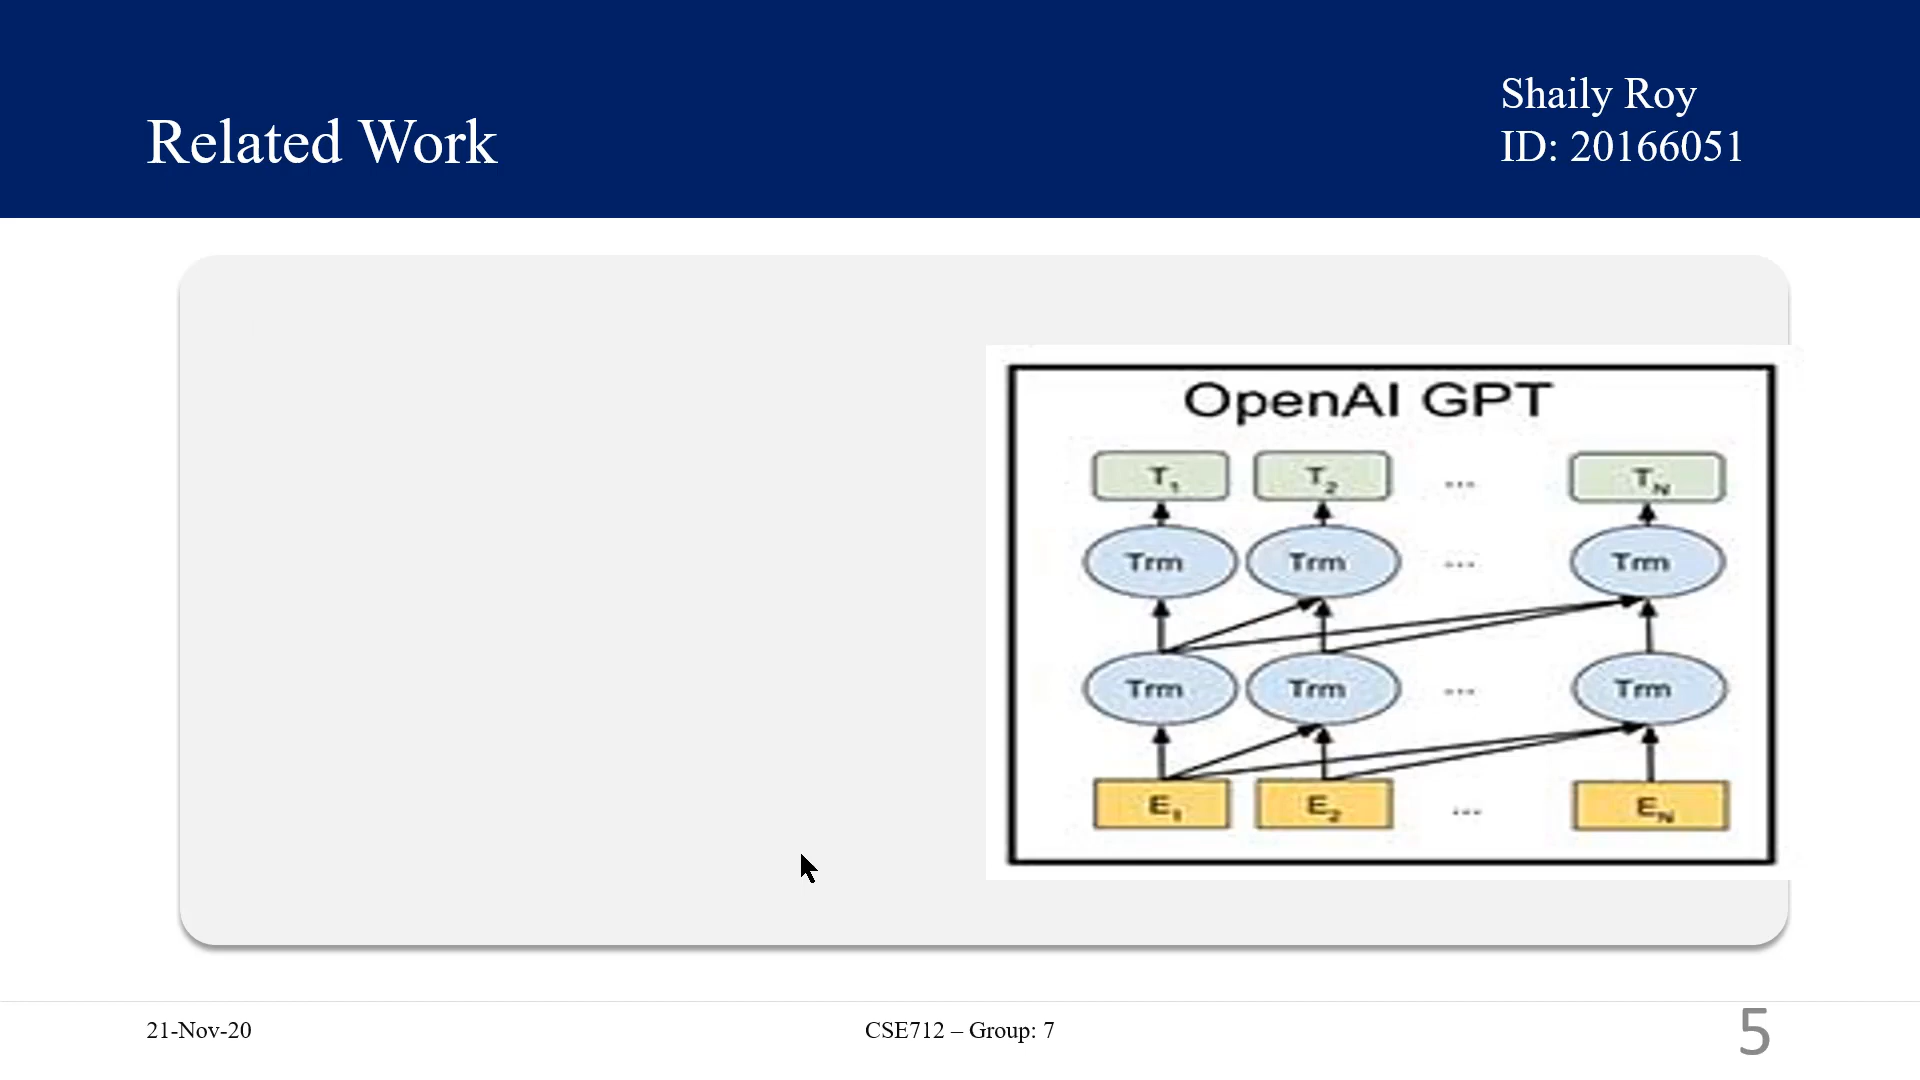 Related Work
Shaily Roy
ID: 20166051
OpenAI GPT
T1 T2 ... TN
Trm Trm ... Trm
Trm Trm ... Trm
E1 E2 ... EN
21-Nov-20
CSE712 – Group: 7
5